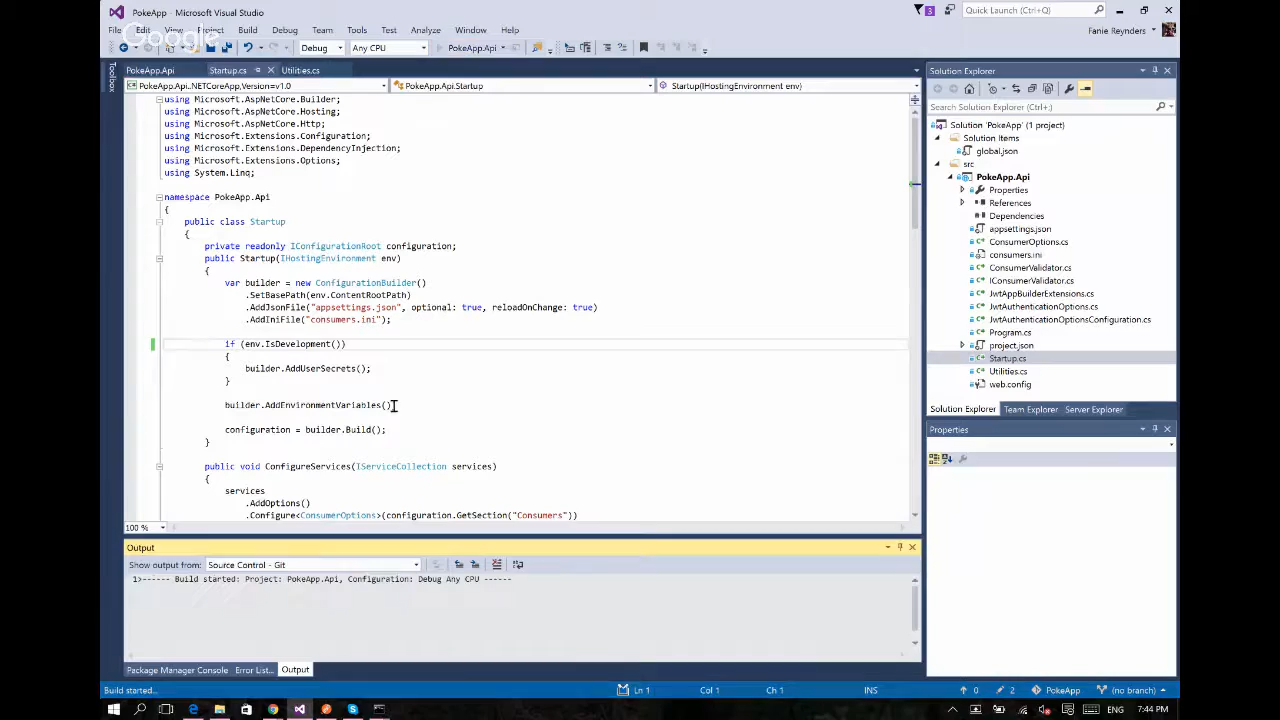 PokeApp - Microsoft Visual Studio
3
Quick Launch (Ctrl+Q)
File Edit View Project Build Debug Team Tools Test Analyze Window Help
Fanie Reynders
Google
Debug Any CPU PokeApp.Api
PokeApp.Api Startup.cs Utilities.cs
PokeApp.Api..NETCoreApp,Version=v1.0 PokeApp.Api.Startup Startup(IHostingEnvironment env)
Toolbox
using Microsoft.AspNetCore.Builder;
using Microsoft.AspNetCore.Hosting;
using Microsoft.AspNetCore.Http;
using Microsoft.Extensions.Configuration;
using Microsoft.Extensions.DependencyInjection;
using Microsoft.Extensions.Options;
using System.Linq;
namespace PokeApp.Api
{
public class Startup
{
private readonly IConfigurationRoot configuration;
public Startup(IHostingEnvironment env)
{
var builder = new ConfigurationBuilder()
.SetBasePath(env.ContentRootPath)
.AddJsonFile("appsettings.json", optional: true, reloadOnChange: true)
.AddIniFile("consumers.ini");
if (env.IsDevelopment())
{
builder.AddUserSecrets();
}
builder.AddEnvironmentVariables();
configuration = builder.Build();
}
public void ConfigureServices(IServiceCollection services)
{
services
.AddOptions()
.Configure<ConsumerOptions>(configuration.GetSection("Consumers"))
100 %
Output
Show output from: Source Control - Git
1>------ Build started: Project: PokeApp.Api, Configuration: Debug Any CPU ------
Package Manager Console Error List... Output
Solution Explorer
Search Solution Explorer (Ctrl+;)
Solution 'PokeApp' (1 project)
Solution Items
global.json
src
PokeApp.Api
Properties
References
Dependencies
appsettings.json
ConsumerOptions.cs
consumers.ini
ConsumerValidator.cs
IConsumerValidator.cs
JwtAppBuilderExtensions.cs
JwtAuthenticationOptions.cs
JwtAuthenticationOptionsConfiguration.cs
Program.cs
project.json
Startup.cs
Utilities.cs
web.config
Solution Explorer Team Explorer Server Explorer
Properties
Build started... Ln 1 Col 1 Ch 1 INS 0 2 PokeApp (no branch)
ENG 7:44 PM